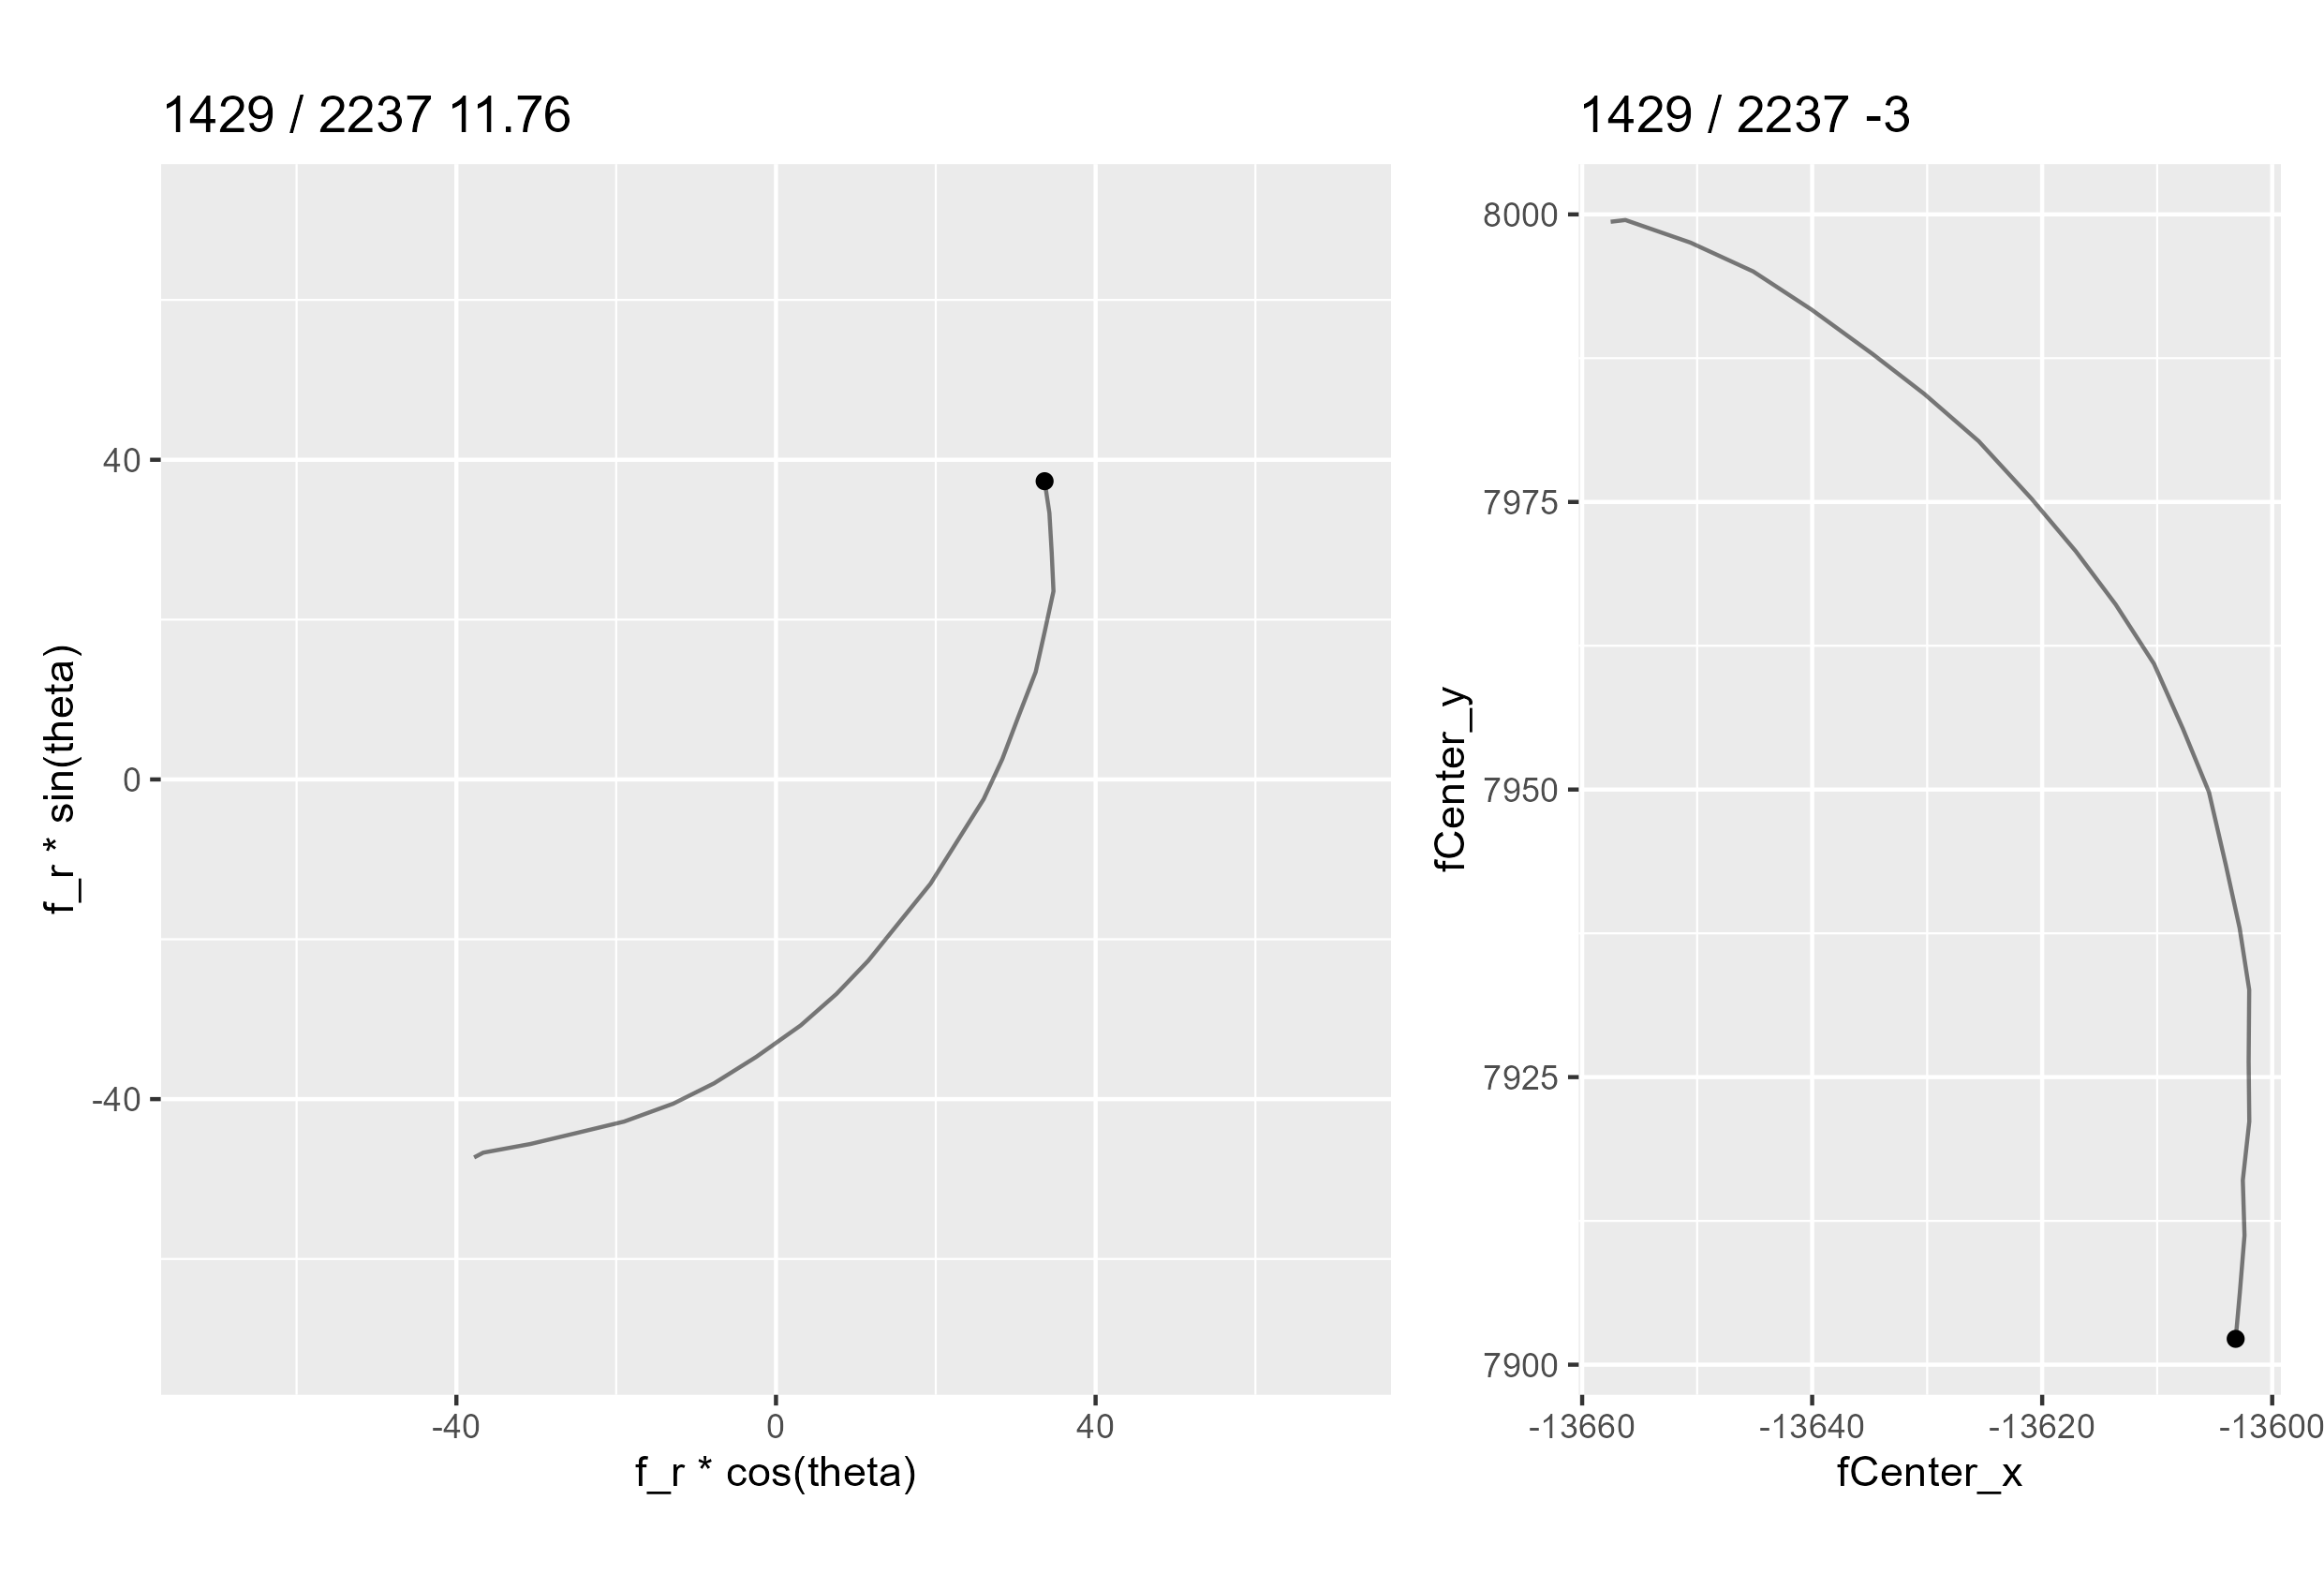 1429 / 2237 11.76
f_r * sin(theta)
40
0
-40
-40 0 40
f_r * cos(theta)
1429 / 2237 -3
fCenter_y
8000
7975
7950
7925
7900
-13660 -13640 -13620 -13600
fCenter_x